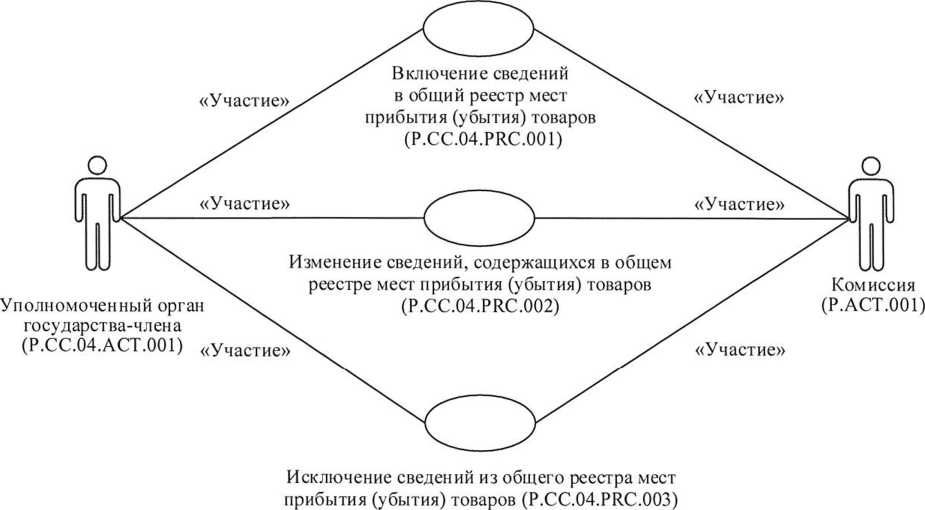 Включение сведений
в общий реестр мест
прибытия (убытия) товаров
(P.CC.04.PRC.001)
«Участие»
«Участие»
«Участие»
«Участие»
Изменение сведений, содержащихся в общем
реестре мест прибытия (убытия) товаров
(P.CC.04.PRC.002)
Уполномоченный орган
государства-члена
(P.CC.04.ACT.001)
Комиссия
(P.ACT.001)
«Участие»
«Участие»
Исключение сведений из общего реестра мест
прибытия (убытия) товаров (P.CC.04.PRC.003)